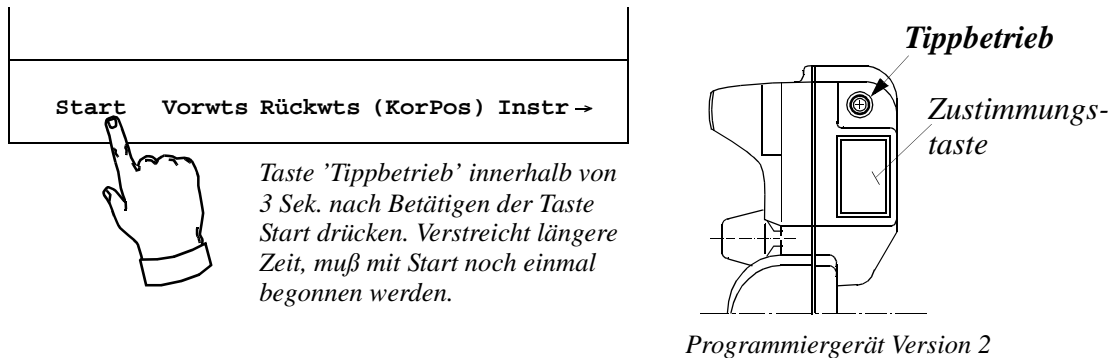 Start Vorwts Rückwts (KorPos) Instr →
Taste ’Tippbetrieb’ innerhalb von
3 Sek. nach Betätigen der Taste
Start drücken. Verstreicht längere
Zeit, muß mit Start noch einmal
begonnen werden.
Tippbetrieb
Zustimmungs-
taste
Programmiergerät Version 2